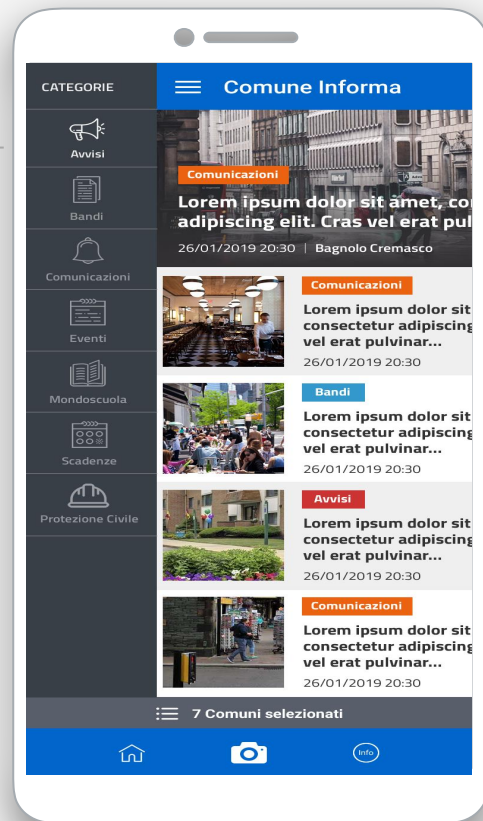 CATEGORIE
Avvisi
Bandi
Comunicazioni
Eventi
Mondoscuola
Scadenze
Protezione Civile
Comune Informa
Comunicazioni
Lorem ipsum dolor sit amet, co
adipiscing elit. Cras vel erat pul
26/01/2019 20:30 | Bagnolo Cremasco
Comunicazioni
Lorem ipsum dolor sit
consectetur adipiscing
vel erat pulvinar...
26/01/2019 20:30
Bandi
Lorem ipsum dolor sit
consectetur adipiscing
vel erat pulvinar...
26/01/2019 20:30
Avvisi
Lorem ipsum dolor sit
consectetur adipiscing
vel erat pulvinar...
26/01/2019 20:30
Comunicazioni
Lorem ipsum dolor sit
consectetur adipiscing
vel erat pulvinar...
26/01/2019 20:30
7 Comuni selezionati
Info